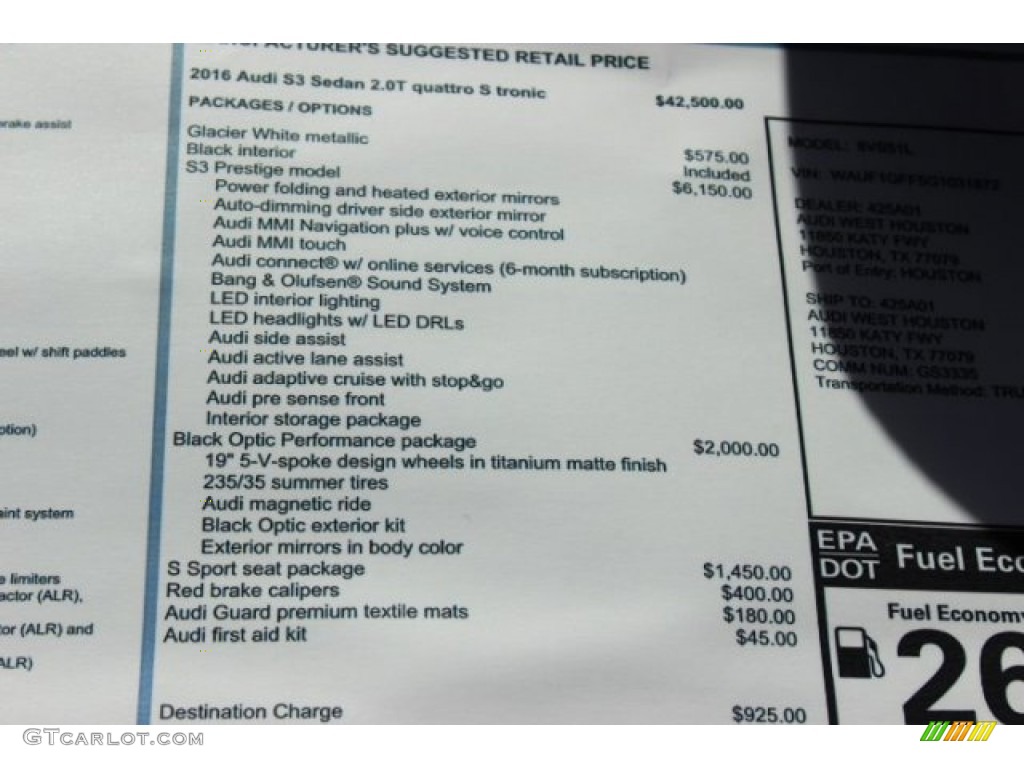 MANUFACTURER'S SUGGESTED RETAIL PRICE
2016 Audi S3 Sedan 2.0T quattro S tronic $42,500.00
PACKAGES / OPTIONS
Glacier White metallic $575.00
Black interior Included
S3 Prestige model $6,150.00
Power folding and heated exterior mirrors
Auto-dimming driver side exterior mirror
Audi MMI Navigation plus w/ voice control
Audi MMI touch
Audi connect® w/ online services (6-month subscription)
Bang & Olufsen® Sound System
LED interior lighting
LED headlights w/ LED DRLs
Audi side assist
Audi active lane assist
Audi adaptive cruise with stop&go
Audi pre sense front
Interior storage package
Black Optic Performance package $2,000.00
19" 5-V-spoke design wheels in titanium matte finish
235/35 summer tires
Audi magnetic ride
Black Optic exterior kit
Exterior mirrors in body color
S Sport seat package $1,450.00
Red brake calipers $400.00
Audi Guard premium textile mats $180.00
Audi first aid kit $45.00
Destination Charge $925.00
brake assist
eel w/ shift paddles
ption)
aint system
e limiters
actor (ALR),
tor (ALR) and
ALR)
MODEL:
VIN:
DEALER: 425A01
AUDI WEST HOUSTON
11850 KATY FWY
HOUSTON, TX 77079
Port of Entry: HOUSTON
SHIP TO: 425A01
AUDI WEST HOUSTON
11850 KATY FWY
HOUSTON, TX 77079
COMM NUM: GS3335
Transportation Method: TRU
EPA
DOT
Fuel Eco
Fuel Economy
26
GTCARLOT.COM